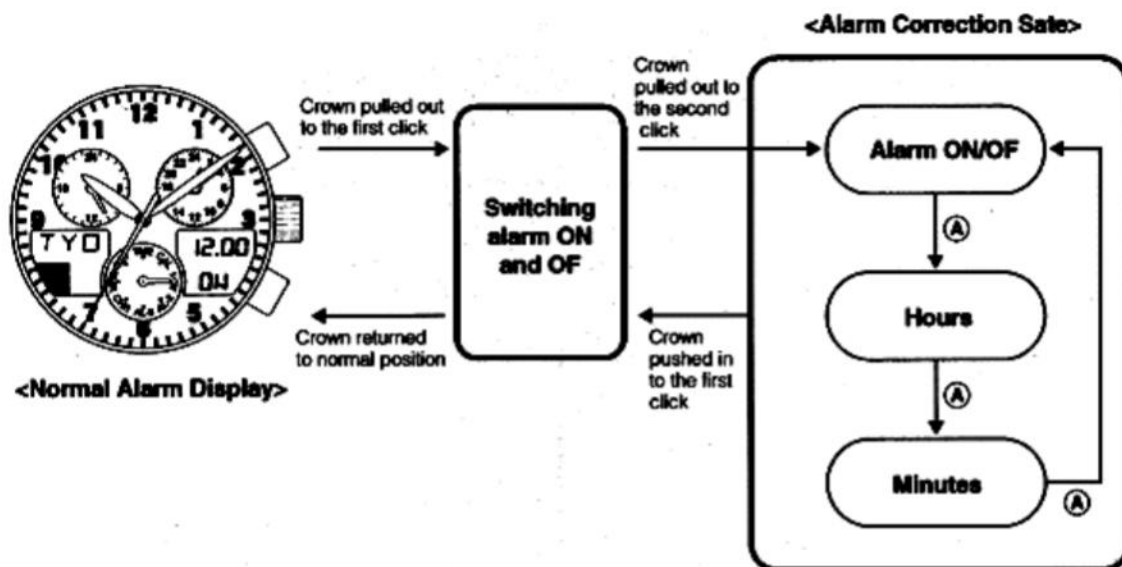 <Alarm Correction Sate>
Crown pulled out
to the first click
Crown
pulled out to
the second
click
12
11
1
2
9
3
TYO
12.00
ON
7
5
6
Switching
alarm ON
and OF
Alarm ON/OF
A
Hours
A
Minutes
A
Crown returned
to normal position
Crown
pushed in
to the first
click
<Normal Alarm Display>